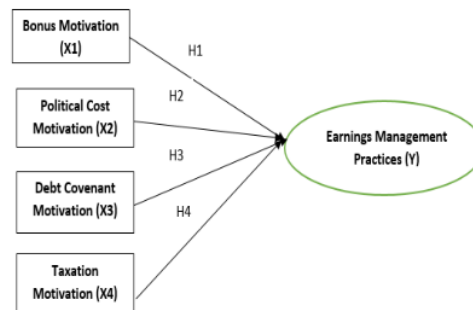 Bonus Motivation
(X1)
H1
Political Cost
Motivation (X2)
H2
Earnings Management
Practices (Y)
H3
Debt Covenant
Motivation (X3)
H4
Taxation
Motivation (X4)